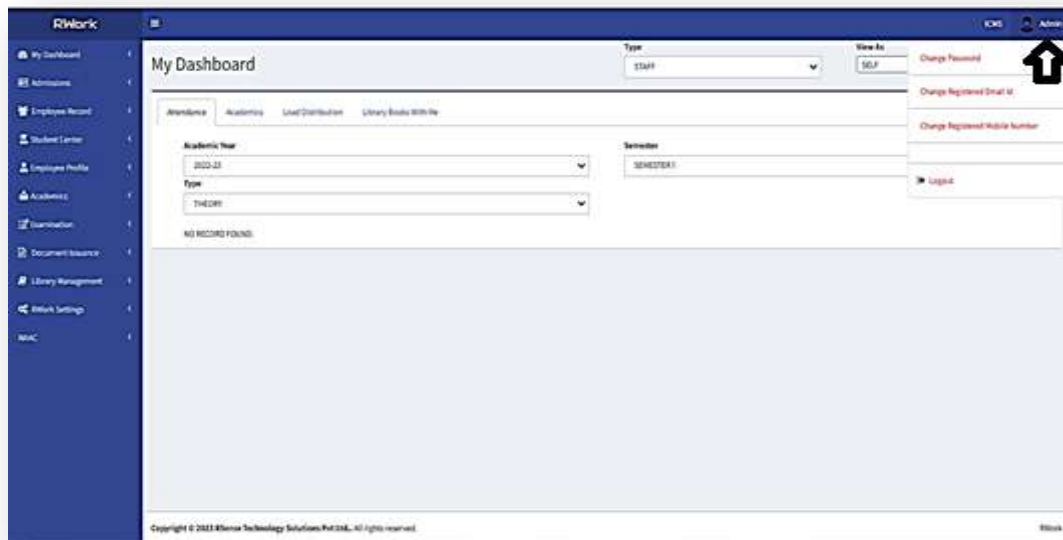 RWork
ICMS Admin
My Dashboard
Admissions
Employee Record
Student Center
Employee Profile
Academics
Examination
Document Issuance
Library Management
RWork Settings
NAAC
My Dashboard
Type
STAFF
View As
SELF
Change Password
Change Registered Email Id
Change Registered Mobile Number
Logout
Attendance Academics Load Distribution Library Books With Me
Academic Year
2022-23
Semester
SEMESTER I
Type
THEORY
NO RECORD FOUND.
Copyright © 2023 RSense Technology Solutions Pvt Ltd.. All rights reserved.
RWork